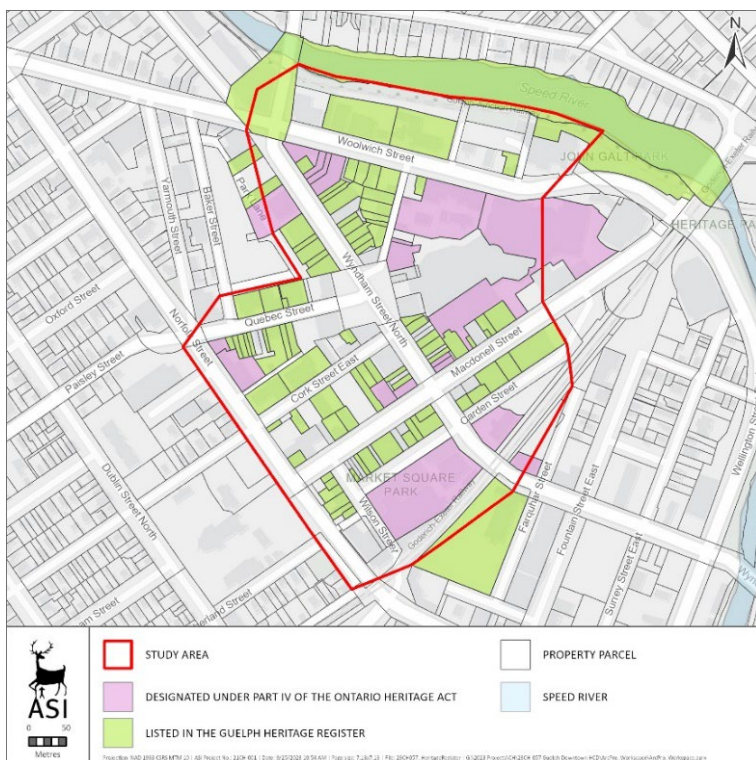 N
Speed River
Woolwich Street
JOHN GALT PARK
HERITAGE PA
Yarmouth Street
Baker Street
Park Lane
Oxford Street
Norfolk Street
Quebec Street
Wyndham Street North
Paisley Street
Cork Street East
Macdonell Street
Carden Street
Dublin Street North
MARKET SQUARE
PARK
Wilson Street
Farquhar Street
Fountain Street East
Surrey Street East
Wellington St
ASI
0
50
Metres
STUDY AREA
DESIGNATED UNDER PART IV OF THE ONTARIO HERITAGE ACT
LISTED IN THE GUELPH HERITAGE REGISTER
PROPERTY PARCEL
SPEED RIVER